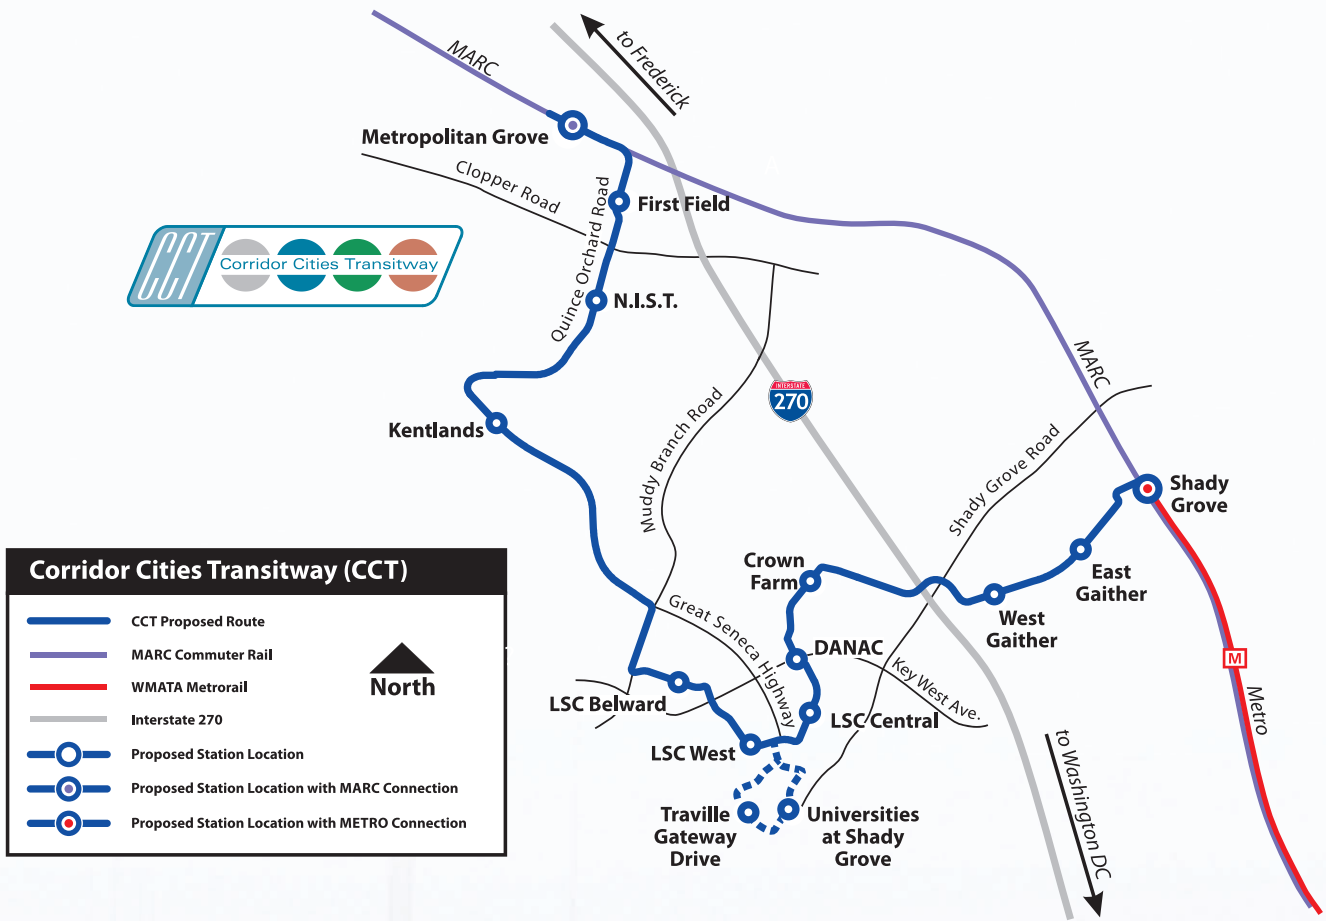 to Frederick
MARC
Metropolitan Grove
Clopper Road
First Field
Quince Orchard Road
CCT
Corridor Cities Transitway
N.I.S.T.
MARC
INTERSTATE
270
Muddy Branch Road
Kentlands
Shady Grove Road
Shady
Grove
Crown
Farm
East
Gaither
West
Gaither
Great Seneca Highway
DANAC
Key West Ave.
LSC Belward
LSC Central
LSC West
M
Metro
to Washington DC
Traville
Gateway
Drive
Universities
at Shady
Grove
Corridor Cities Transitway (CCT)
CCT Proposed Route
MARC Commuter Rail
WMATA Metrorail
Interstate 270
Proposed Station Location
Proposed Station Location with MARC Connection
Proposed Station Location with METRO Connection
North